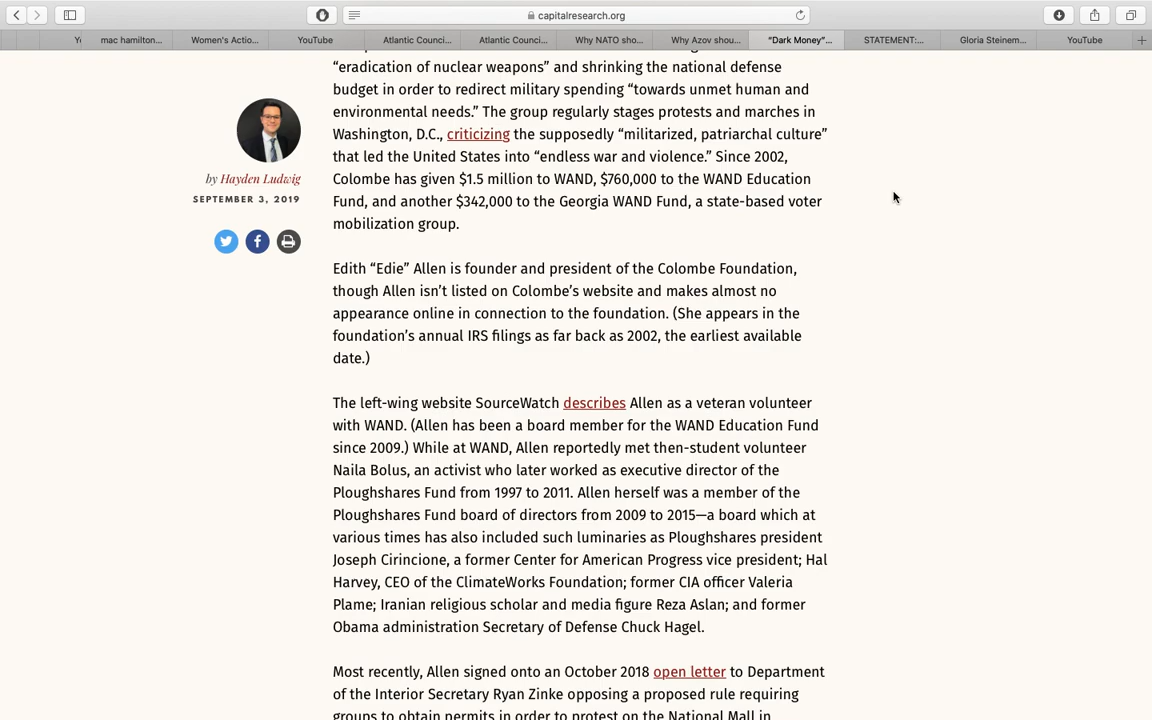 capitalresearch.org
Yo
mac hamilton...
Women's Actio...
YouTube
Atlantic Counci...
Atlantic Counci...
Why NATO sho...
Why Azov shou...
"Dark Money"...
STATEMENT:...
Gloria Steinem...
YouTube
“eradication of nuclear weapons” and shrinking the national defense
budget in order to redirect military spending “towards unmet human and
environmental needs.” The group regularly stages protests and marches in
Washington, D.C., criticizing the supposedly “militarized, patriarchal culture”
that led the United States into “endless war and violence.” Since 2002,
Colombe has given $1.5 million to WAND, $760,000 to the WAND Education
Fund, and another $342,000 to the Georgia WAND Fund, a state-based voter
mobilization group.
by Hayden Ludwig
SEPTEMBER 3, 2019
Edith “Edie” Allen is founder and president of the Colombe Foundation,
though Allen isn’t listed on Colombe’s website and makes almost no
appearance online in connection to the foundation. (She appears in the
foundation’s annual IRS filings as far back as 2002, the earliest available
date.)
The left-wing website SourceWatch describes Allen as a veteran volunteer
with WAND. (Allen has been a board member for the WAND Education Fund
since 2009.) While at WAND, Allen reportedly met then-student volunteer
Naila Bolus, an activist who later worked as executive director of the
Ploughshares Fund from 1997 to 2011. Allen herself was a member of the
Ploughshares Fund board of directors from 2009 to 2015—a board which at
various times has also included such luminaries as Ploughshares president
Joseph Cirincione, a former Center for American Progress vice president; Hal
Harvey, CEO of the ClimateWorks Foundation; former CIA officer Valeria
Plame; Iranian religious scholar and media figure Reza Aslan; and former
Obama administration Secretary of Defense Chuck Hagel.
Most recently, Allen signed onto an October 2018 open letter to Department
of the Interior Secretary Ryan Zinke opposing a proposed rule requiring
groups to obtain permits in order to protest on the National Mall in